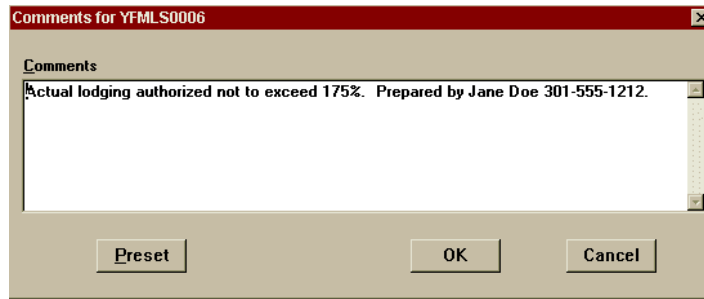 Comments for YFMLS0006
Comments
Actual lodging authorized not to exceed 175%.  Prepared by Jane Doe 301-555-1212.
Preset
OK
Cancel